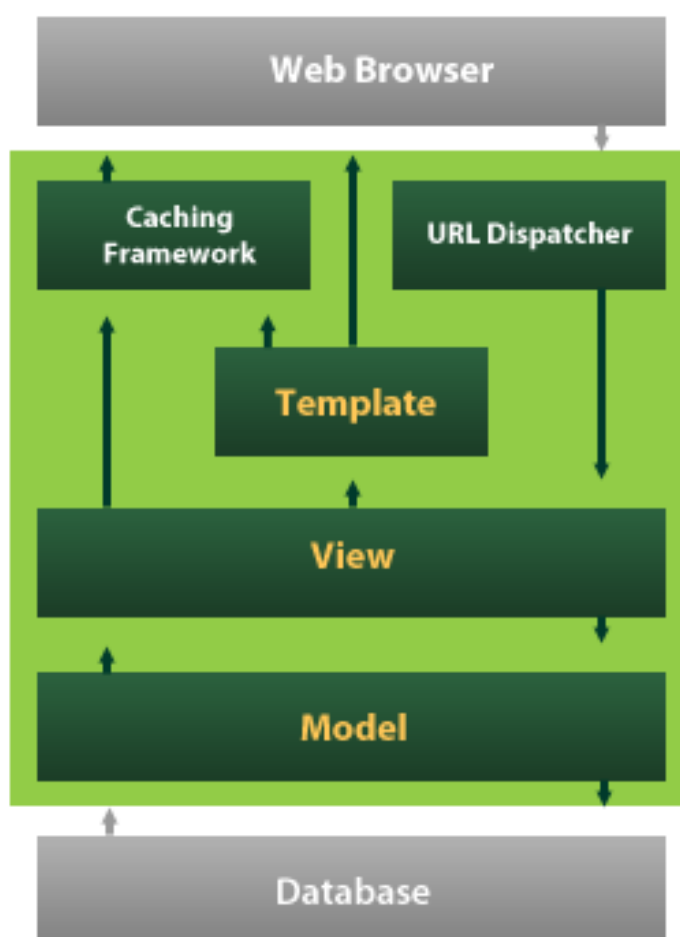 Web Browser
Caching
Framework
URL Dispatcher
Template
View
Model
Database